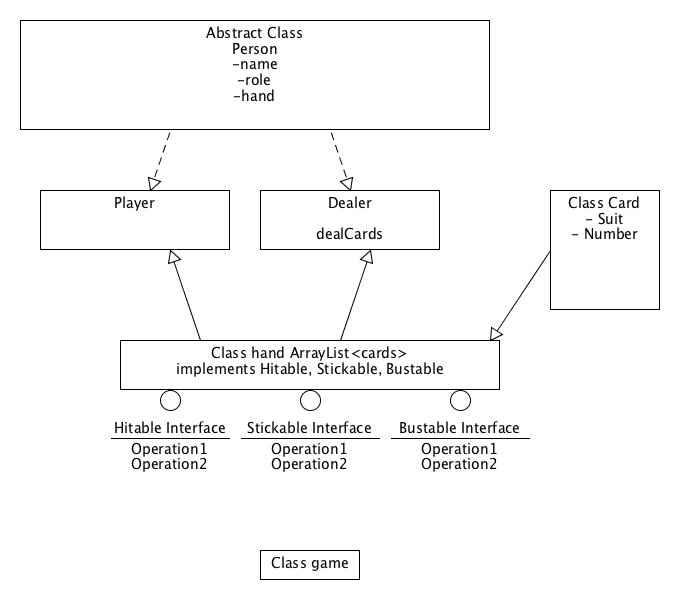 Abstract Class
Person
-name
-role
-hand
Player
Dealer
dealCards
Class Card
- Suit
- Number
Class hand ArrayList<cards>
implements Hitable, Stickable, Bustable
Hitable Interface
Operation1
Operation2
Stickable Interface
Operation1
Operation2
Bustable Interface
Operation1
Operation2
Class game